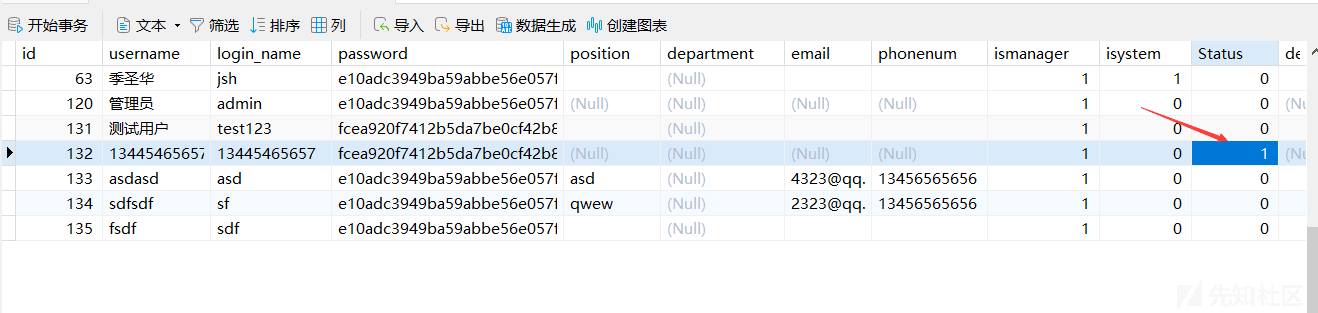 开始事务 文本 筛选 排序 列 导入 导出 数据生成 创建图表
id username login_name password position department email phonenum ismanager isystem Status de
63 季圣华 jsh e10adc3949ba59abbe56e057f (Null) 1 1 0
120 管理员 admin e10adc3949ba59abbe56e057f (Null) (Null) (Null) (Null) 1 0 0 (Nu
131 测试用户 test123 fcea920f7412b5da7be0cf42b8 (Null) 1 0 0
132 13445465657 13445465657 fcea920f7412b5da7be0cf42b8 (Null) (Null) (Null) (Null) 1 0 1 (Nu
133 asdasd asd e10adc3949ba59abbe56e057f asd (Null) 4323@qq. 13456565656 1 0 0
134 sdfsdf sf e10adc3949ba59abbe56e057f qwew (Null) 2323@qq. 13456565656 1 0 0
135 fsdf sdf e10adc3949ba59abbe56e057f (Null) 1 0 0
先知社区